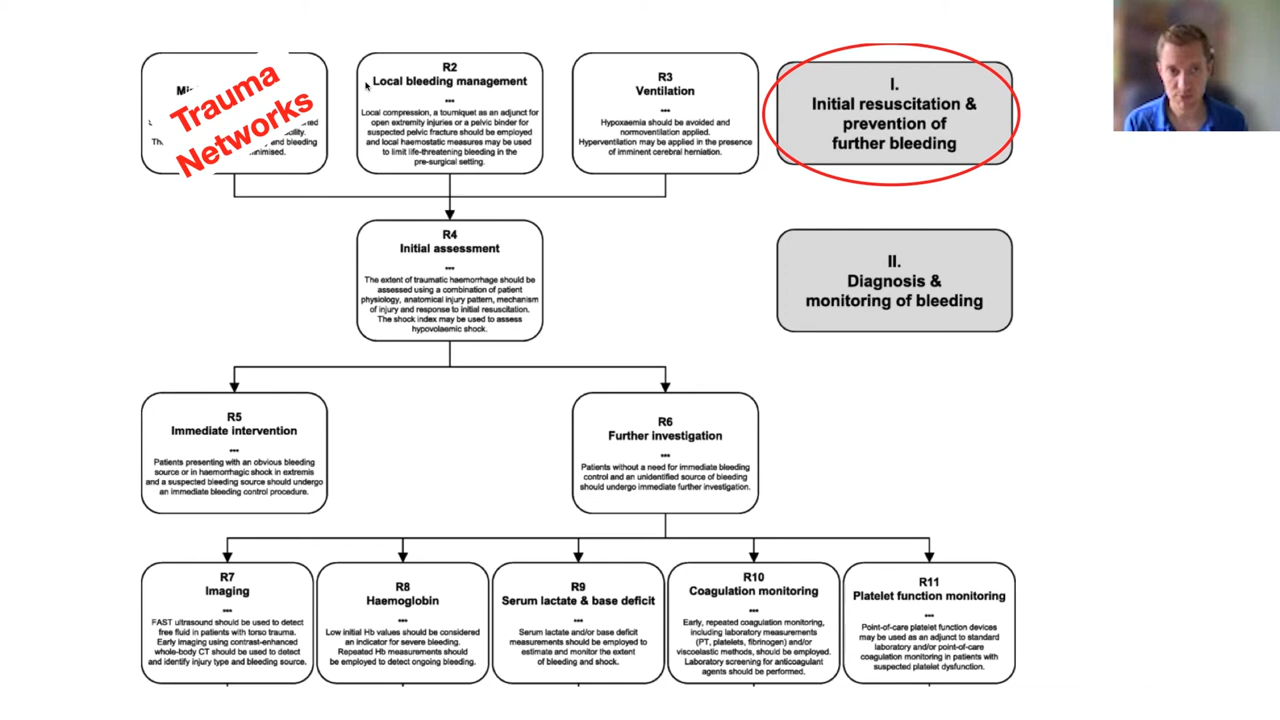 Trauma
Networks
cility.
and bleeding
nimised.
R2
Local bleeding management
***
Local compression, a tourniquet as an adjunct for
open extremity injuries or a pelvic binder for
suspected pelvic fracture should be employed
and local haemostatic measures may be used
to limit life-threatening bleeding in the
pre-surgical setting.
R3
Ventilation
***
Hypoxaemia should be avoided and
normoventilation applied.
Hyperventilation may be applied in the presence
of imminent cerebral herniation.
I.
Initial resuscitation &
prevention of
further bleeding
R4
Initial assessment
***
The extent of traumatic haemorrhage should be
assessed using a combination of patient
physiology, anatomical injury pattern, mechanism
of injury and response to initial resuscitation.
The shock index may be used to assess
hypovolaemic shock.
II.
Diagnosis &
monitoring of bleeding
R5
Immediate intervention
***
Patients presenting with an obvious bleeding
source or in haemorrhagic shock in extremis
and a suspected bleeding source should undergo
an immediate bleeding control procedure.
R6
Further investigation
***
Patients without a need for immediate bleeding
control and an unidentified source of bleeding
should undergo immediate further investigation.
R7
Imaging
***
FAST ultrasound should be used to detect
free fluid in patients with torso trauma.
Early imaging using contrast-enhanced
whole-body CT should be used to detect
and identify injury type and bleeding source.
R8
Haemoglobin
***
Low initial Hb values should be considered
an indicator for severe bleeding.
Repeated Hb measurements should
be employed to detect ongoing bleeding.
R9
Serum lactate & base deficit
***
Serum lactate and/or base deficit
measurements should be employed to
estimate and monitor the extent
of bleeding and shock.
R10
Coagulation monitoring
***
Early, repeated coagulation monitoring,
including laboratory measurements
(PT, platelets, fibrinogen) and/or
viscoelastic methods, should be employed.
Laboratory screening for anticoagulant
agents should be performed.
R11
Platelet function monitoring
***
Point-of-care platelet function devices
may be used as an adjunct to standard
laboratory and/or point-of-care
coagulation monitoring in patients with
suspected platelet dysfunction.